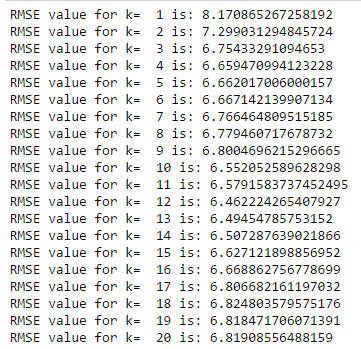 RMSE value for k=  1 is: 8.170865267258192
RMSE value for k=  2 is: 7.299031294845724
RMSE value for k=  3 is: 6.75433291094653
RMSE value for k=  4 is: 6.659470994123228
RMSE value for k=  5 is: 6.662017006000157
RMSE value for k=  6 is: 6.667142139907134
RMSE value for k=  7 is: 6.766464809515185
RMSE value for k=  8 is: 6.779460717678732
RMSE value for k=  9 is: 6.8004696215296665
RMSE value for k=  10 is: 6.552052589628298
RMSE value for k=  11 is: 6.5791583737452495
RMSE value for k=  12 is: 6.462224265407927
RMSE value for k=  13 is: 6.49454785753152
RMSE value for k=  14 is: 6.507287639021866
RMSE value for k=  15 is: 6.627121898856952
RMSE value for k=  16 is: 6.668862756778699
RMSE value for k=  17 is: 6.806682161197032
RMSE value for k=  18 is: 6.824803579575176
RMSE value for k=  19 is: 6.818471706071391
RMSE value for k=  20 is: 6.81908556488159